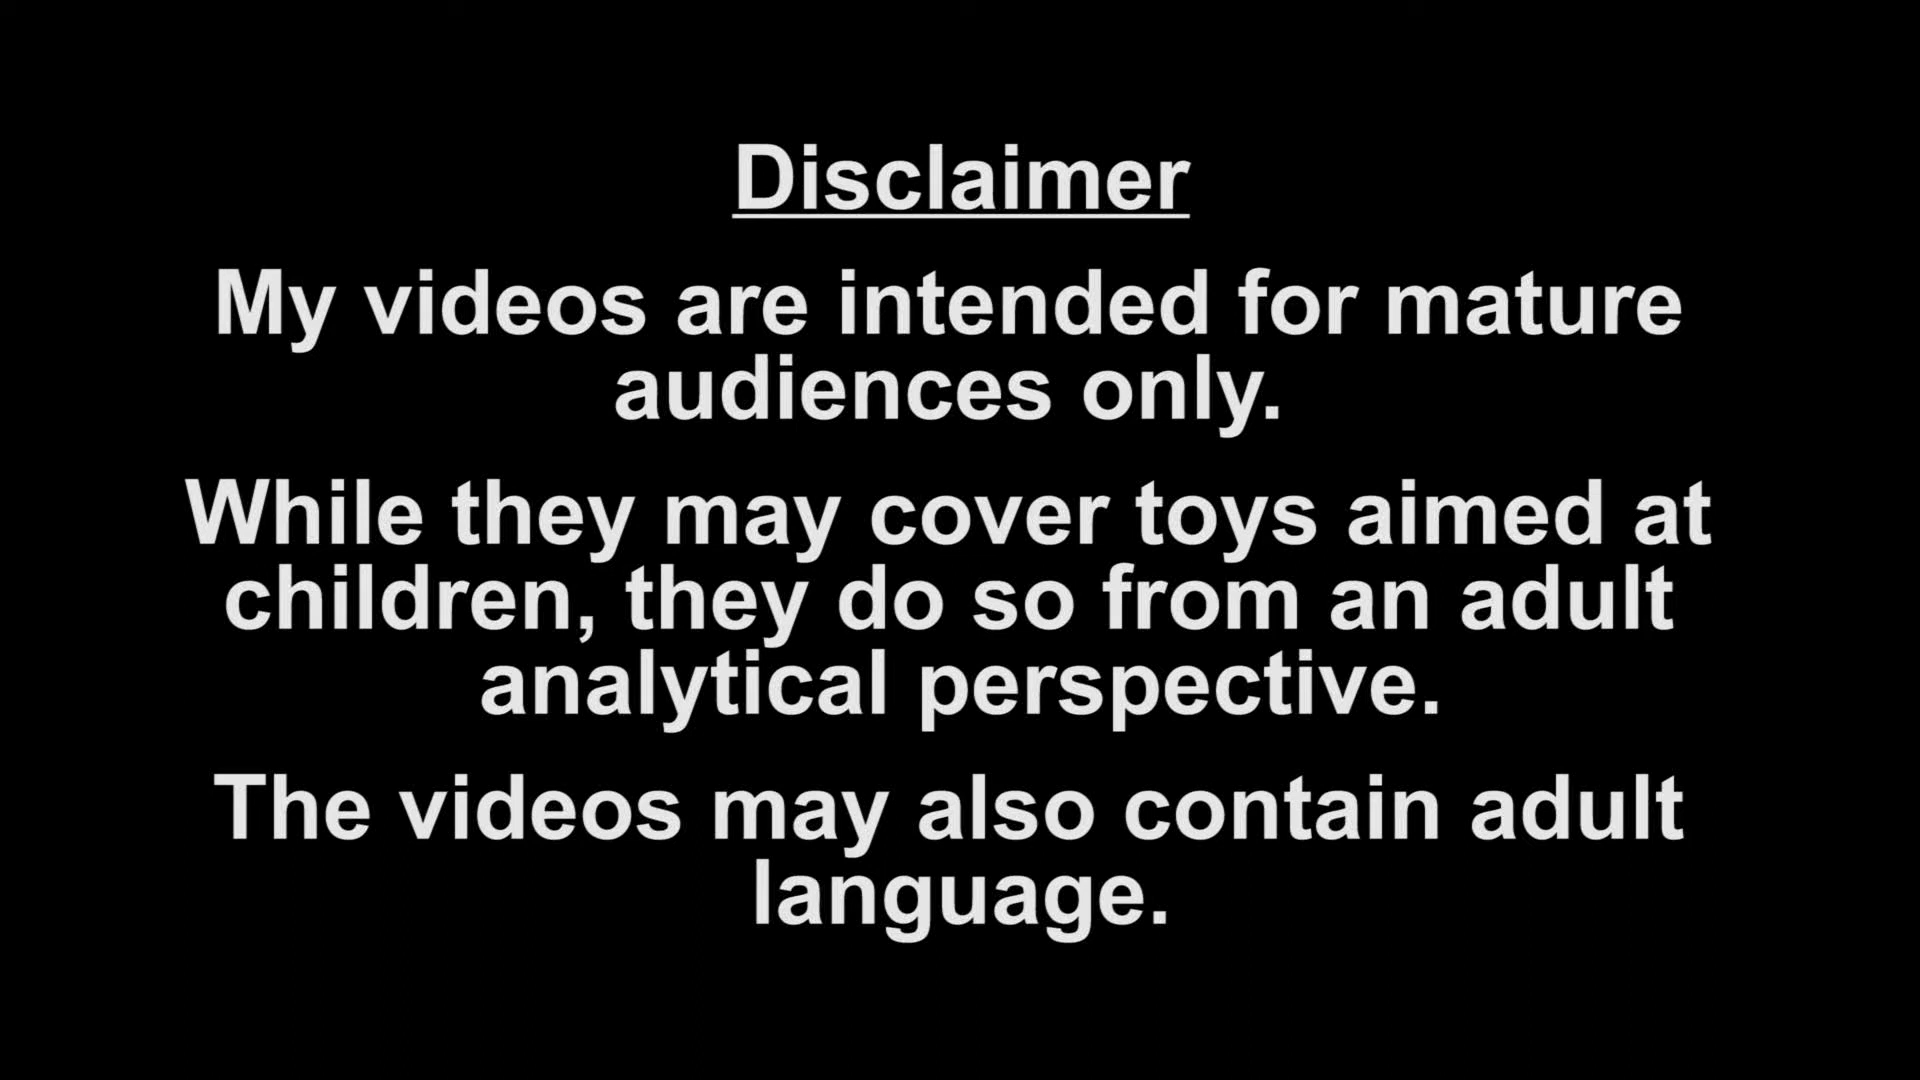 Disclaimer
My videos are intended for mature
audiences only.
While they may cover toys aimed at
children, they do so from an adult
analytical perspective.
The videos may also contain adult
language.